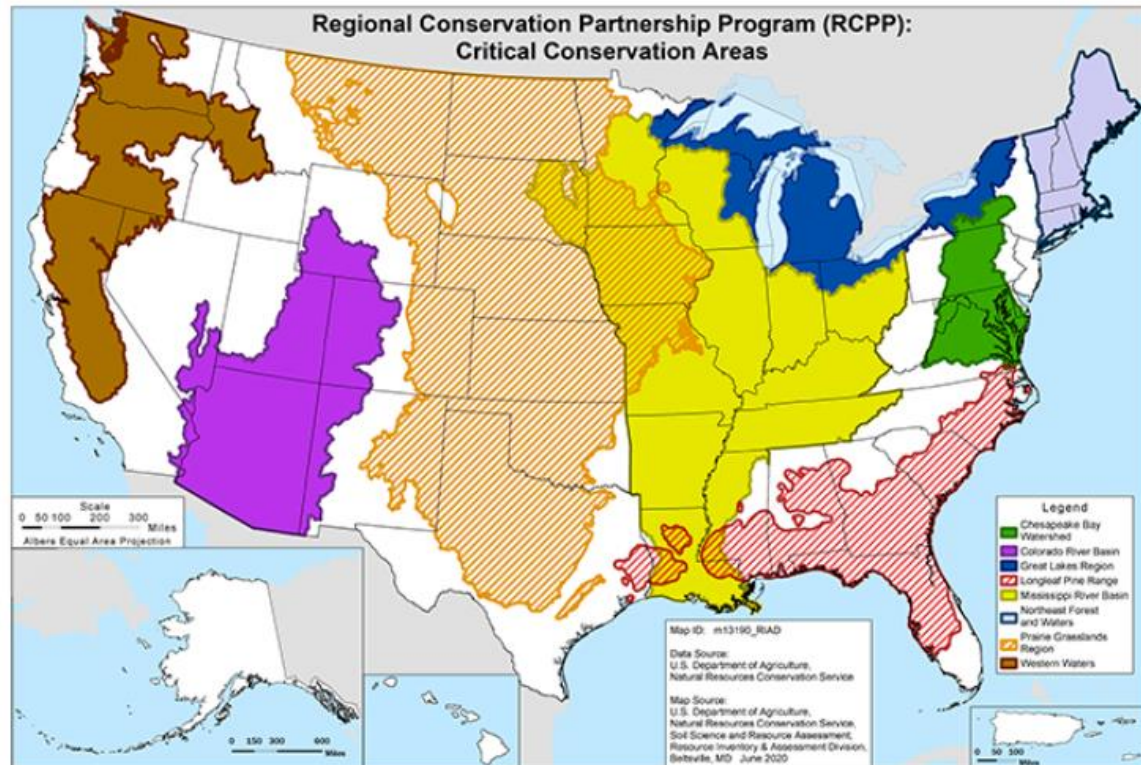 Regional Conservation Partnership Program (RCPP):
Critical Conservation Areas
Scale
0 50 100 200 300
Miles
Albers Equal Area Projection
Legend
Chesapeake Bay
Watershed
Colorado River Basin
Great Lakes Region
Longleaf Pine Range
Mississippi River Basin
Northeast Forest
and Waters
Prairie Grasslands
Region
Western Waters
Map ID: m13190_RIAD
Data Source:
U.S. Department of Agriculture,
Natural Resources Conservation Service
Map Source:
U.S. Department of Agriculture,
Natural Resources Conservation Service,
Soil Science and Resource Assessment,
Resource Inventory & Assessment Division,
Beltsville, MD June 2020
0 150 300 600
Miles
0 50 100
Miles